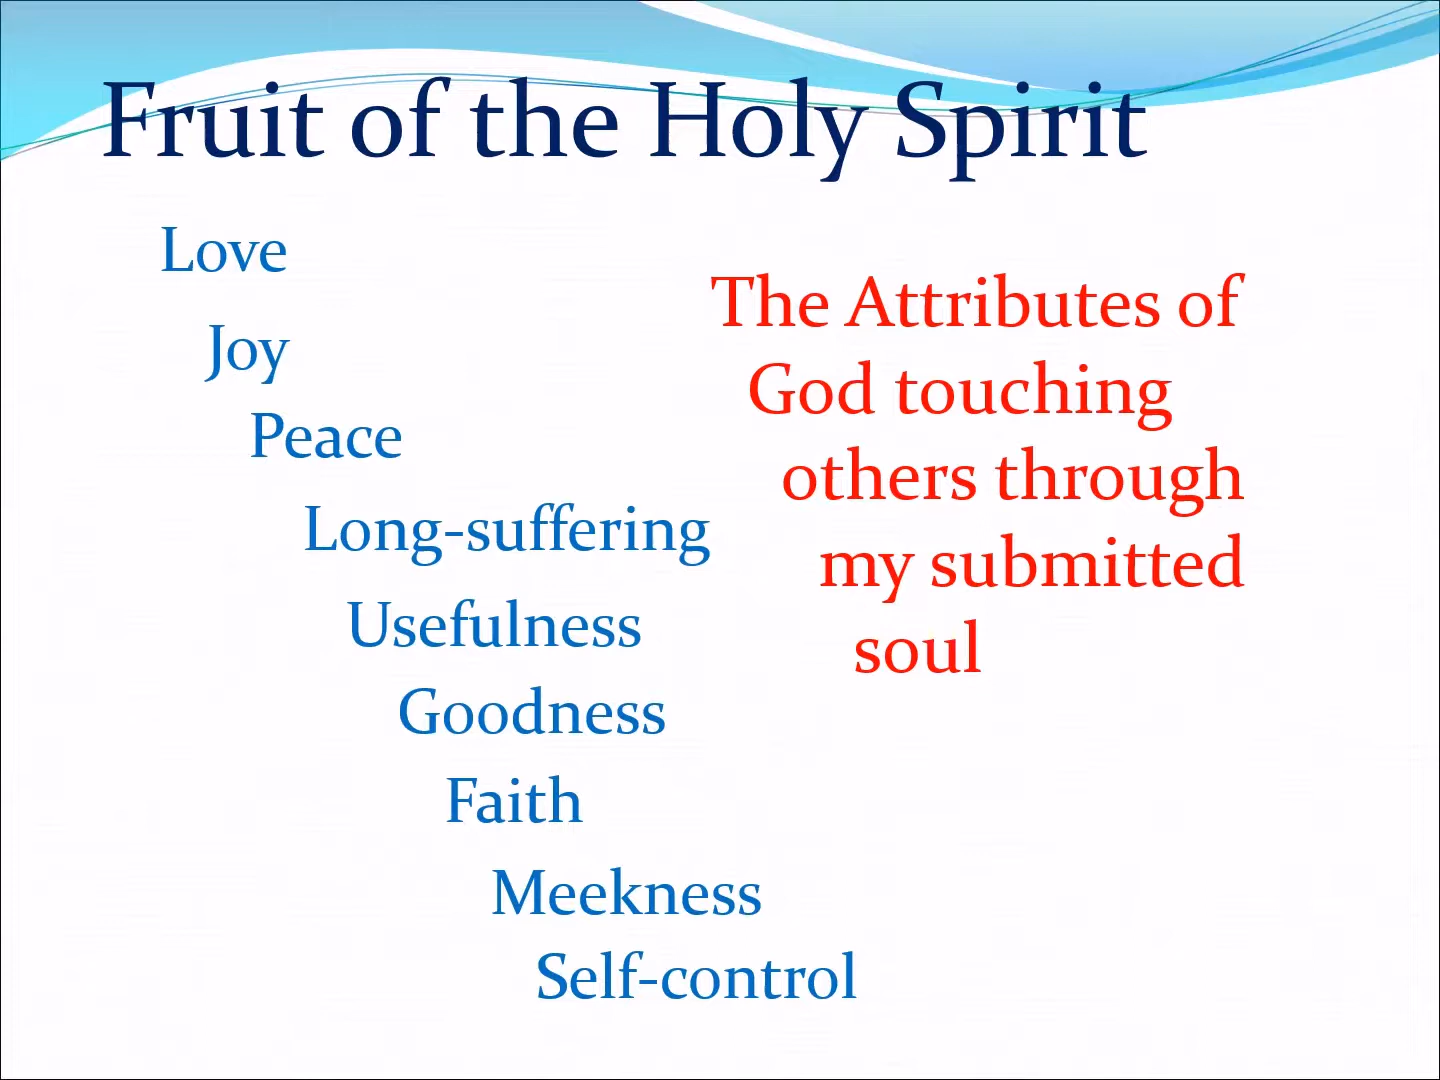 Fruit of the Holy Spirit
Love
Joy
Peace
Long-suffering
Usefulness
Goodness
Faith
Meekness
Self-control
The Attributes of
God touching
others through
my submitted
soul